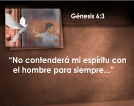 Génesis 6:3
“No contenderá mi espíritu con
el hombre para siempre...”